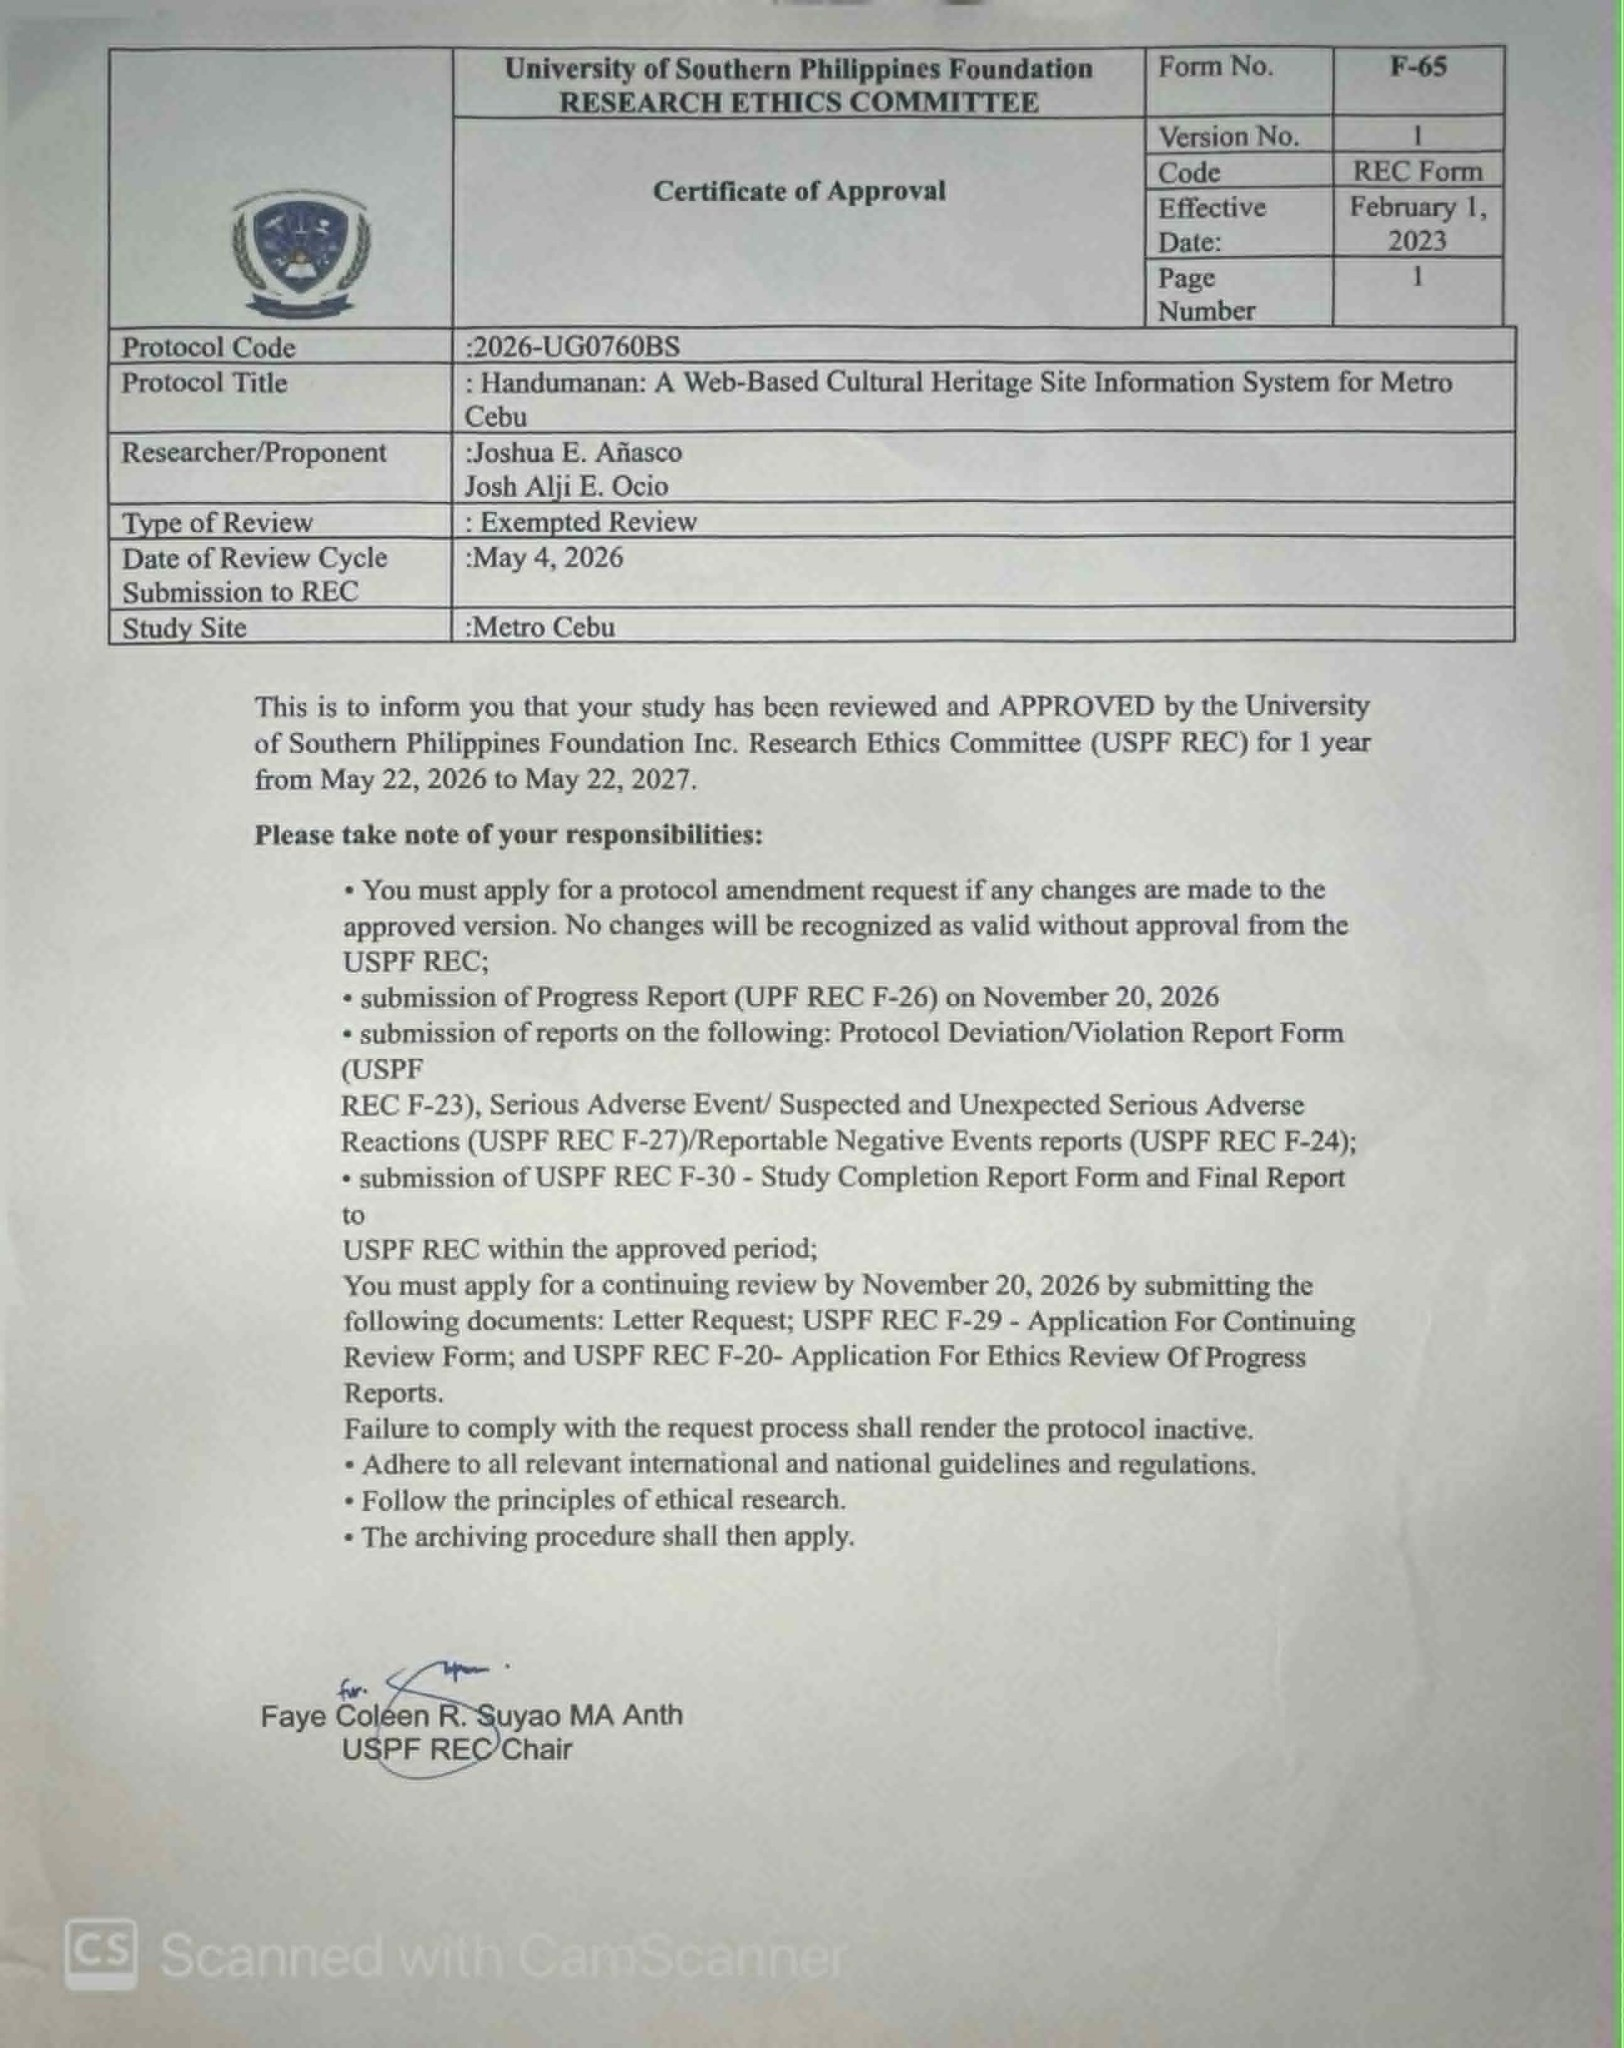 University of Southern Philippines Foundation
RESEARCH ETHICS COMMITTEE
Form No. F-65
Certificate of Approval
Version No. 1
Code REC Form
Effective Date: February 1, 2023
Page Number 1
Protocol Code :2026-UG0760BS
Protocol Title : Handumanan: A Web-Based Cultural Heritage Site Information System for Metro
Cebu
Researcher/Proponent :Joshua E. Añasco
Josh Alji E. Ocio
Type of Review : Exempted Review
Date of Review Cycle :May 4, 2026
Submission to REC
Study Site :Metro Cebu
This is to inform you that your study has been reviewed and APPROVED by the University
of Southern Philippines Foundation Inc. Research Ethics Committee (USPF REC) for 1 year
from May 22, 2026 to May 22, 2027.
Please take note of your responsibilities:
• You must apply for a protocol amendment request if any changes are made to the
approved version. No changes will be recognized as valid without approval from the
USPF REC;
• submission of Progress Report (UPF REC F-26) on November 20, 2026
• submission of reports on the following: Protocol Deviation/Violation Report Form
(USPF
REC F-23), Serious Adverse Event/ Suspected and Unexpected Serious Adverse
Reactions (USPF REC F-27)/Reportable Negative Events reports (USPF REC F-24);
• submission of USPF REC F-30 - Study Completion Report Form and Final Report
to
USPF REC within the approved period;
You must apply for a continuing review by November 20, 2026 by submitting the
following documents: Letter Request; USPF REC F-29 - Application For Continuing
Review Form; and USPF REC F-20- Application For Ethics Review Of Progress
Reports.
Failure to comply with the request process shall render the protocol inactive.
• Adhere to all relevant international and national guidelines and regulations.
• Follow the principles of ethical research.
• The archiving procedure shall then apply.
for.
Faye Coleen R. Suyao MA Anth
USPF REC Chair
CS Scanned with CamScanner